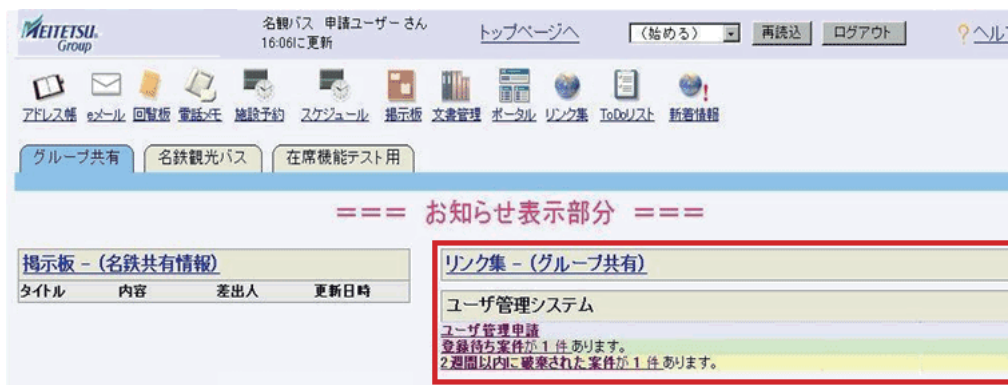 MEITETSU
Group
名観バス 申請ユーザー さん
16:06に更新
トップページへ
(始める)
再読込
ログアウト
? ヘル
アドレス帳 eメール 回覧板 電話メモ 施設予約 スケジュール 掲示板 文書管理 ポータル リンク集 ToDoリスト 新着情報
グループ共有 名鉄観光バス 在席機能テスト用
=== お知らせ表示部分 ===
掲示板 - (名鉄共有情報)
タイトル 内容 差出人 更新日時
リンク集 - (グループ共有)
ユーザ管理システム
ユーザ管理申請
登録待ち案件が 1 件 あります。
2週間以内に破棄された案件が 1 件 あります。